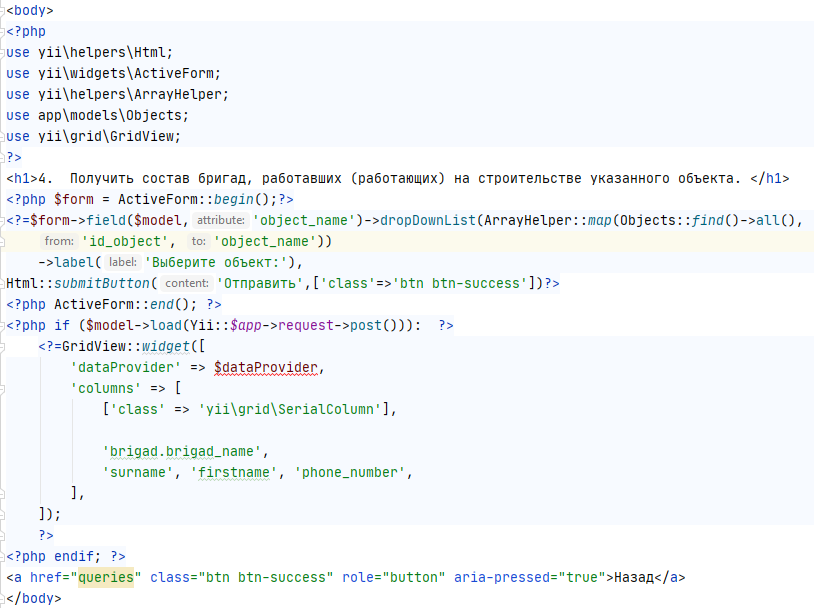 <body>
<?php
use yii\helpers\Html;
use yii\widgets\ActiveForm;
use yii\helpers\ArrayHelper;
use app\models\Objects;
use yii\grid\GridView;
?>
<h1>4.  Получить состав бригад, работавших (работающих) на строительстве указанного объекта. </h1>
<?php $form = ActiveForm::begin();?>
<?=$form->field($model, attribute: 'object_name')->dropDownList(ArrayHelper::map(Objects::find()->all(),
    from: 'id_object', to: 'object_name'))
    ->label( label: 'Выберите объект:'),
Html::submitButton( content: 'Отправить',['class'=>'btn btn-success'])?>
<?php ActiveForm::end(); ?>
<?php if ($model->load(Yii::$app->request->post())):  ?>
    <?=GridView::widget([
        'dataProvider' => $dataProvider,
        'columns' => [
            ['class' => 'yii\grid\SerialColumn'],
            'brigad.brigad_name',
            'surname', 'firstname', 'phone_number',
        ],
    ]);
    ?>
<?php endif; ?>
<a href="queries" class="btn btn-success" role="button" aria-pressed="true">Назад</a>
</body>